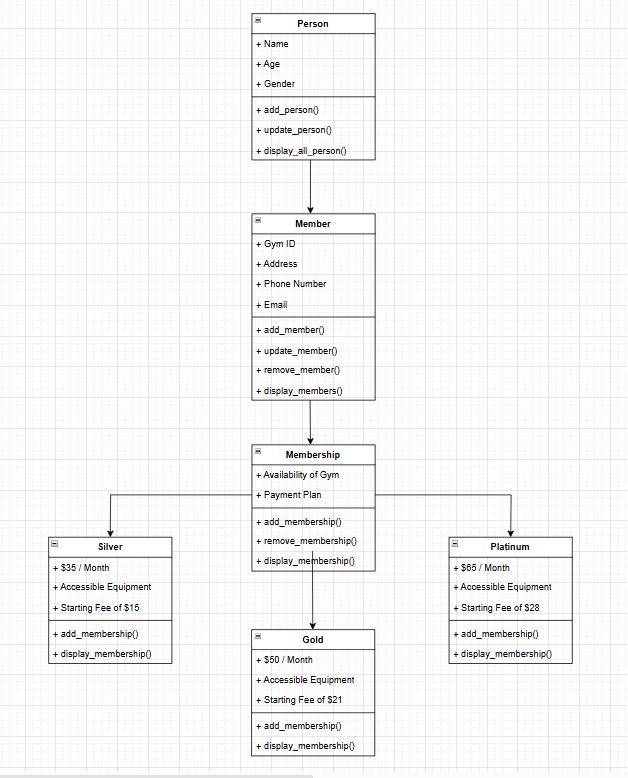 Person
+ Name
+ Age
+ Gender
+ add_person()
+ update_person()
+ display_all_person()
Member
+ Gym ID
+ Address
+ Phone Number
+ Email
+ add_member()
+ update_member()
+ remove_member()
+ display_members()
Membership
+ Availability of Gym
+ Payment Plan
+ add_membership()
+ remove_membership()
+ display_membership()
Silver
+ $35 / Month
+ Accessible Equipment
+ Starting Fee of $15
+ add_membership()
+ display_membership()
Platinum
+ $65 / Month
+ Accessible Equipment
+ Starting Fee of $28
+ add_membership()
+ display_membership()
Gold
+ $50 / Month
+ Accessible Equipment
+ Starting Fee of $21
+ add_membership()
+ display_membership()